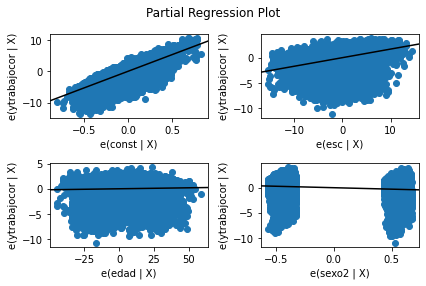 Partial Regression Plot
e(ytrabajocor | X)
10
0
−10
−0.5
0.0
0.5
e(const | X)
e(ytrabajocor | X)
0
−5
−10
−10
0
10
e(esc | X)
e(ytrabajocor | X)
5
0
−5
−10
−25
0
25
50
e(edad | X)
e(ytrabajocor | X)
0
−5
−10
−0.5
0.0
0.5
e(sexo2 | X)